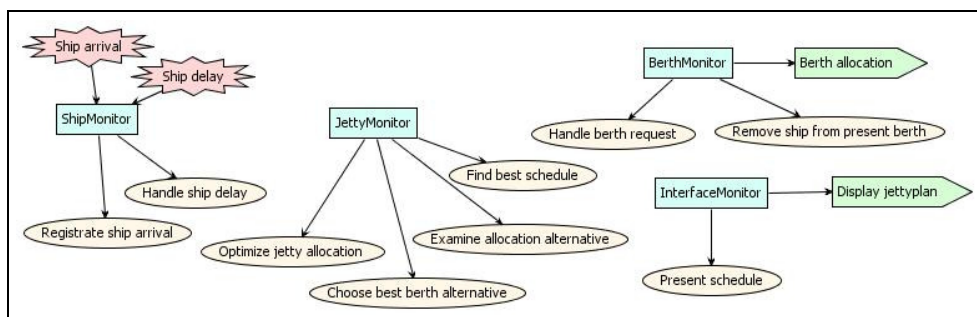 Ship arrival
Ship delay
ShipMonitor
Handle ship delay
Registrate ship arrival
JettyMonitor
Find best schedule
Examine allocation alternative
Optimize jetty allocation
Choose best berth alternative
BerthMonitor
Berth allocation
Handle berth request
Remove ship from present berth
InterfaceMonitor
Display jettyplan
Present schedule